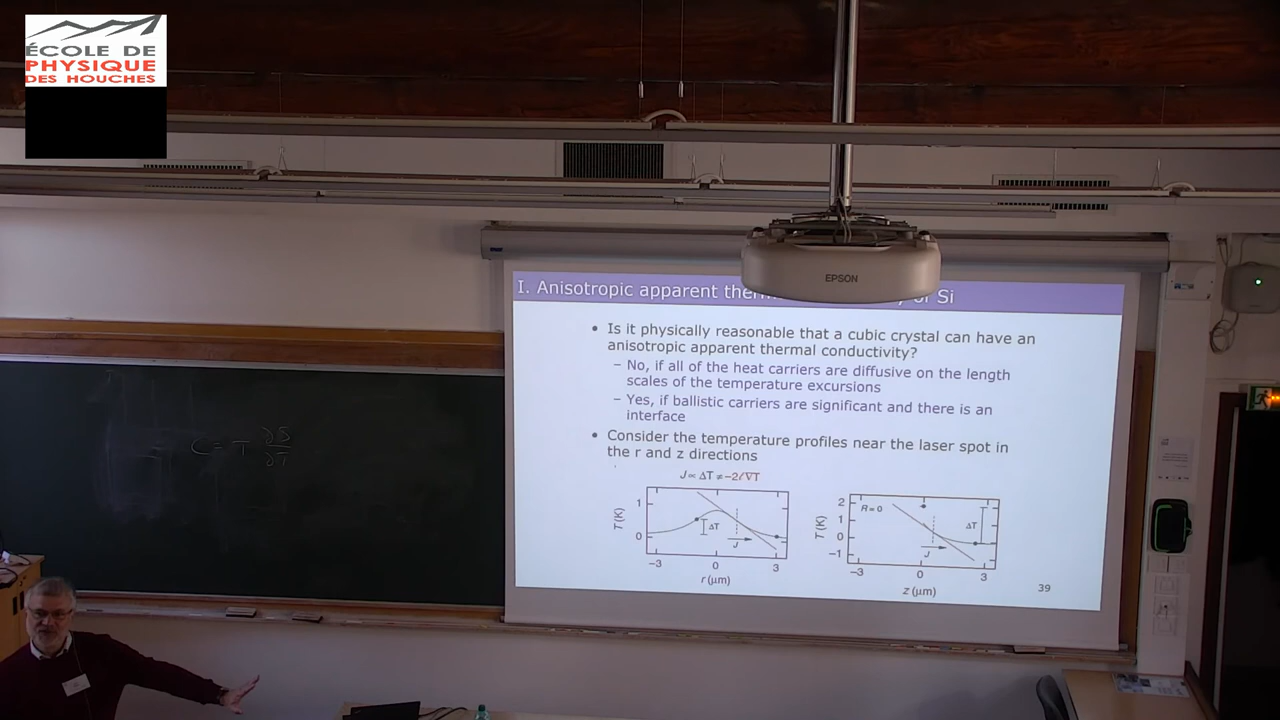 ÉCOLE DE
PHYSIQUE
DES HOUCHES
EPSON
I. Anisotropic apparent ther y of Si
• Is it physically reasonable that a cubic crystal can have an
anisotropic apparent thermal conductivity?
– No, if all of the heat carriers are diffusive on the length
scales of the temperature excursions
– Yes, if ballistic carriers are significant and there is an
interface
• Consider the temperature profiles near the laser spot in
the r and z directions
J ∝ ΔT ≠ −2ℓ∇T
T(K)
1
0
ΔT
J
−3
0
3
r (μm)
T(K)
2
1
0
−1
R=0
ΔT
J
−3
0
3
z (μm)
39
C = T ∂S/∂T